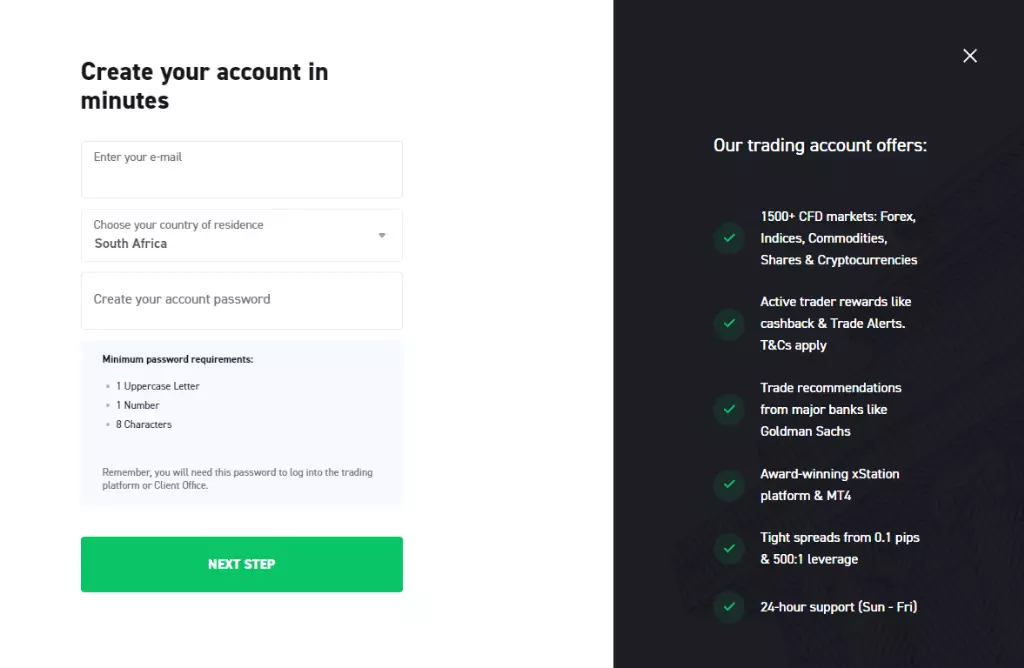 Create your account in
minutes
Enter your e-mail
Choose your country of residence
South Africa
Create your account password
Minimum password requirements:
1 Uppercase Letter
1 Number
8 Characters
Remember, you will need this password to log into the trading
platform or Client Office.
NEXT STEP
Our trading account offers:
1500+ CFD markets: Forex,
Indices, Commodities,
Shares & Cryptocurrencies
Active trader rewards like
cashback & Trade Alerts.
T&Cs apply
Trade recommendations
from major banks like
Goldman Sachs
Award-winning xStation
platform & MT4
Tight spreads from 0.1 pips
& 500:1 leverage
24-hour support (Sun - Fri)